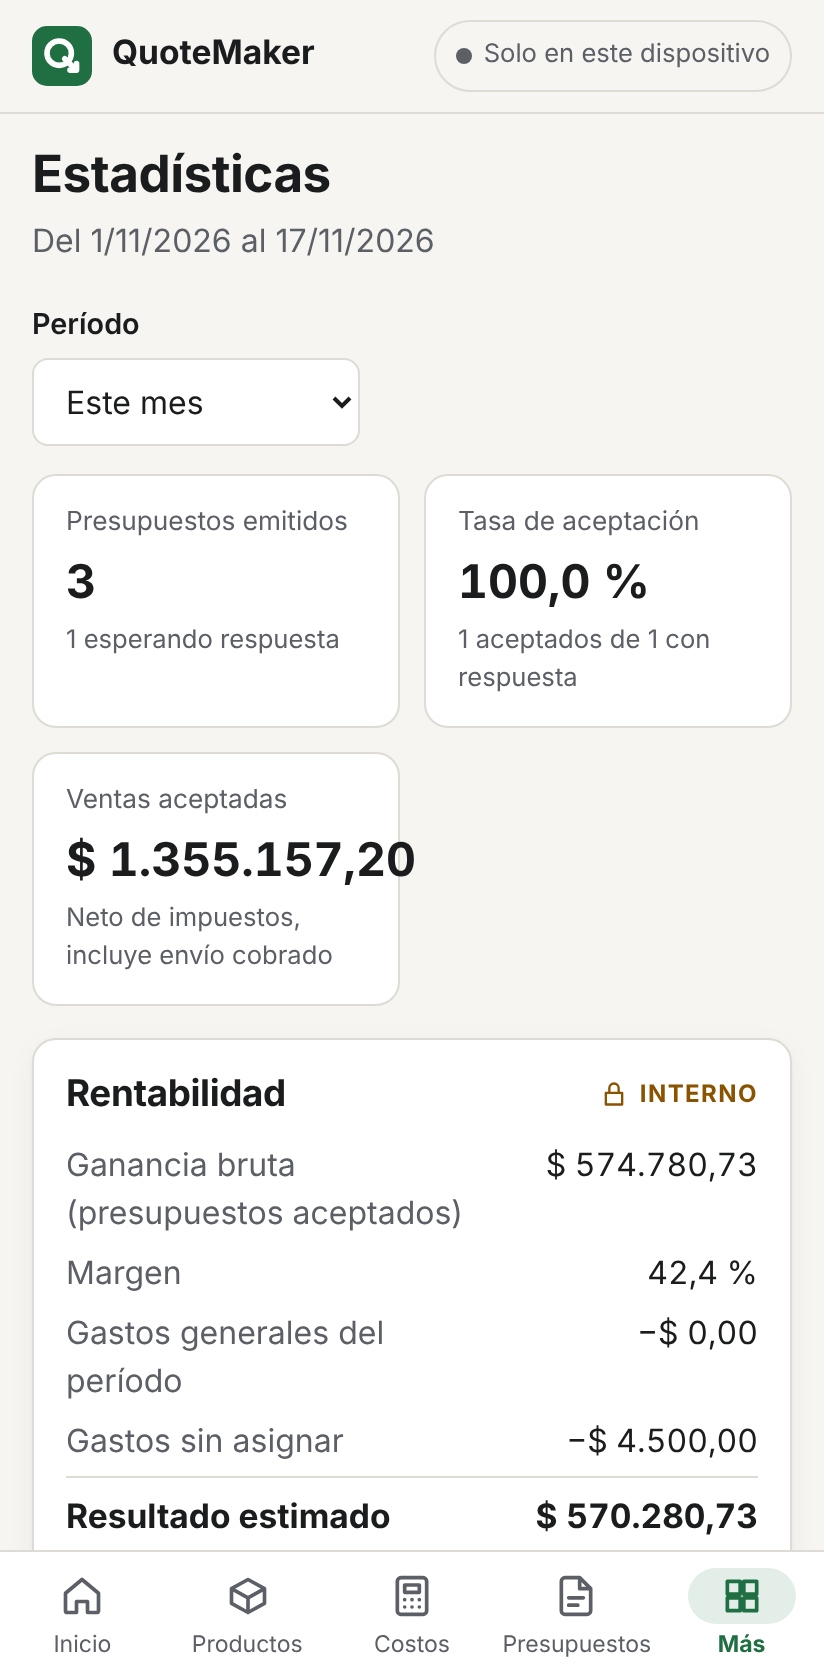 QuoteMaker
Solo en este dispositivo
Estadísticas
Del 1/11/2026 al 17/11/2026
Período
Este mes
Presupuestos emitidos
3
1 esperando respuesta
Tasa de aceptación
100,0 %
1 aceptados de 1 con
respuesta
Ventas aceptadas
$ 1.355.157,20
Neto de impuestos,
incluye envío cobrado
Rentabilidad
INTERNO
Ganancia bruta
(presupuestos aceptados)
$ 574.780,73
Margen
42,4 %
Gastos generales del
período
−$ 0,00
Gastos sin asignar
−$ 4.500,00
Resultado estimado
$ 570.280,73
Inicio
Productos
Costos
Presupuestos
Más